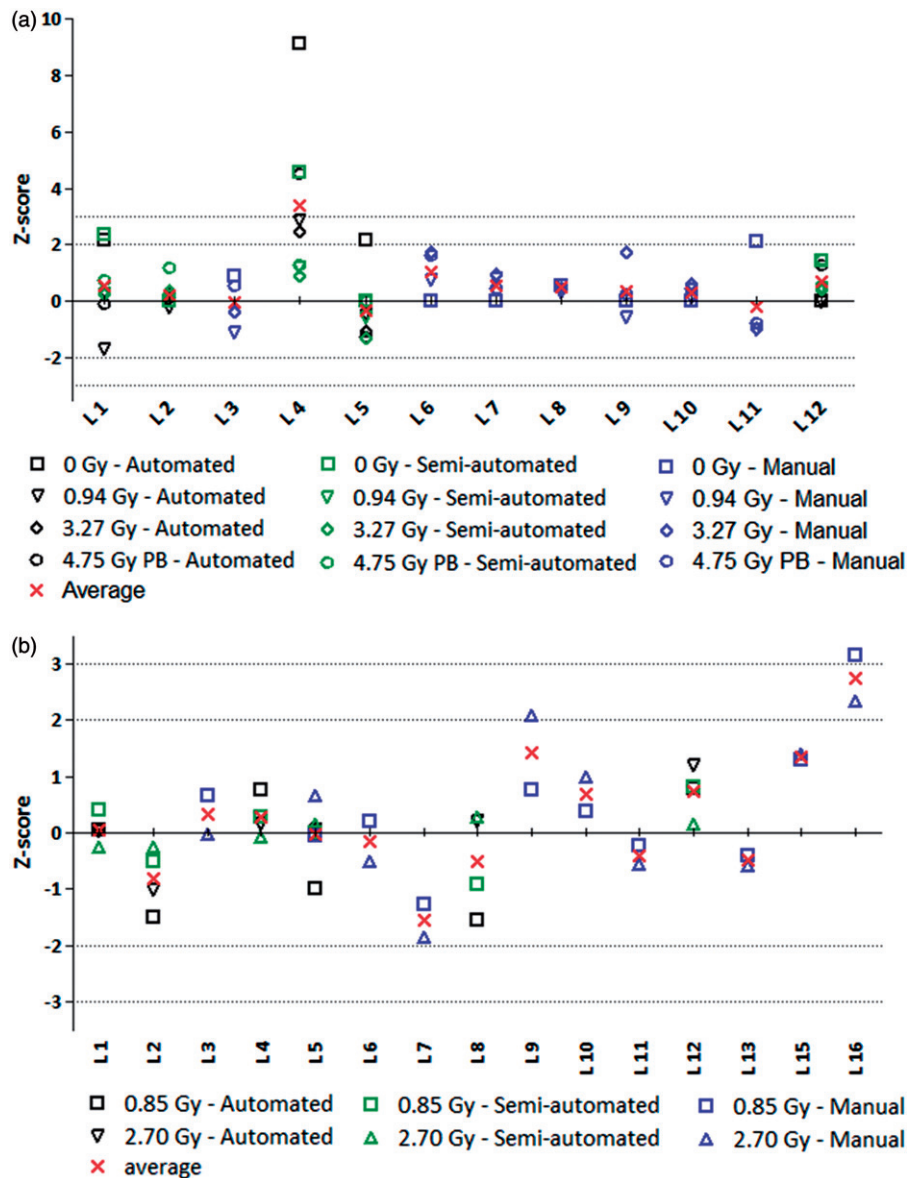 (a)
10
8
6
4
2
0
-2
Z-score
L1 L2 L3 L4 L5 L6 L7 L8 L9 L10 L11 L12
0 Gy - Automated 0 Gy - Semi-automated 0 Gy - Manual
0.94 Gy - Automated 0.94 Gy - Semi-automated 0.94 Gy - Manual
3.27 Gy - Automated 3.27 Gy - Semi-automated 3.27 Gy - Manual
4.75 Gy PB - Automated 4.75 Gy PB - Semi-automated 4.75 Gy PB - Manual
Average
(b)
3
2
1
0
-1
-2
-3
Z-score
L1 L2 L3 L4 L5 L6 L7 L8 L9 L10 L11 L12 L13 L15 L16
0.85 Gy - Automated 0.85 Gy - Semi-automated 0.85 Gy - Manual
2.70 Gy - Automated 2.70 Gy - Semi-automated 2.70 Gy - Manual
average